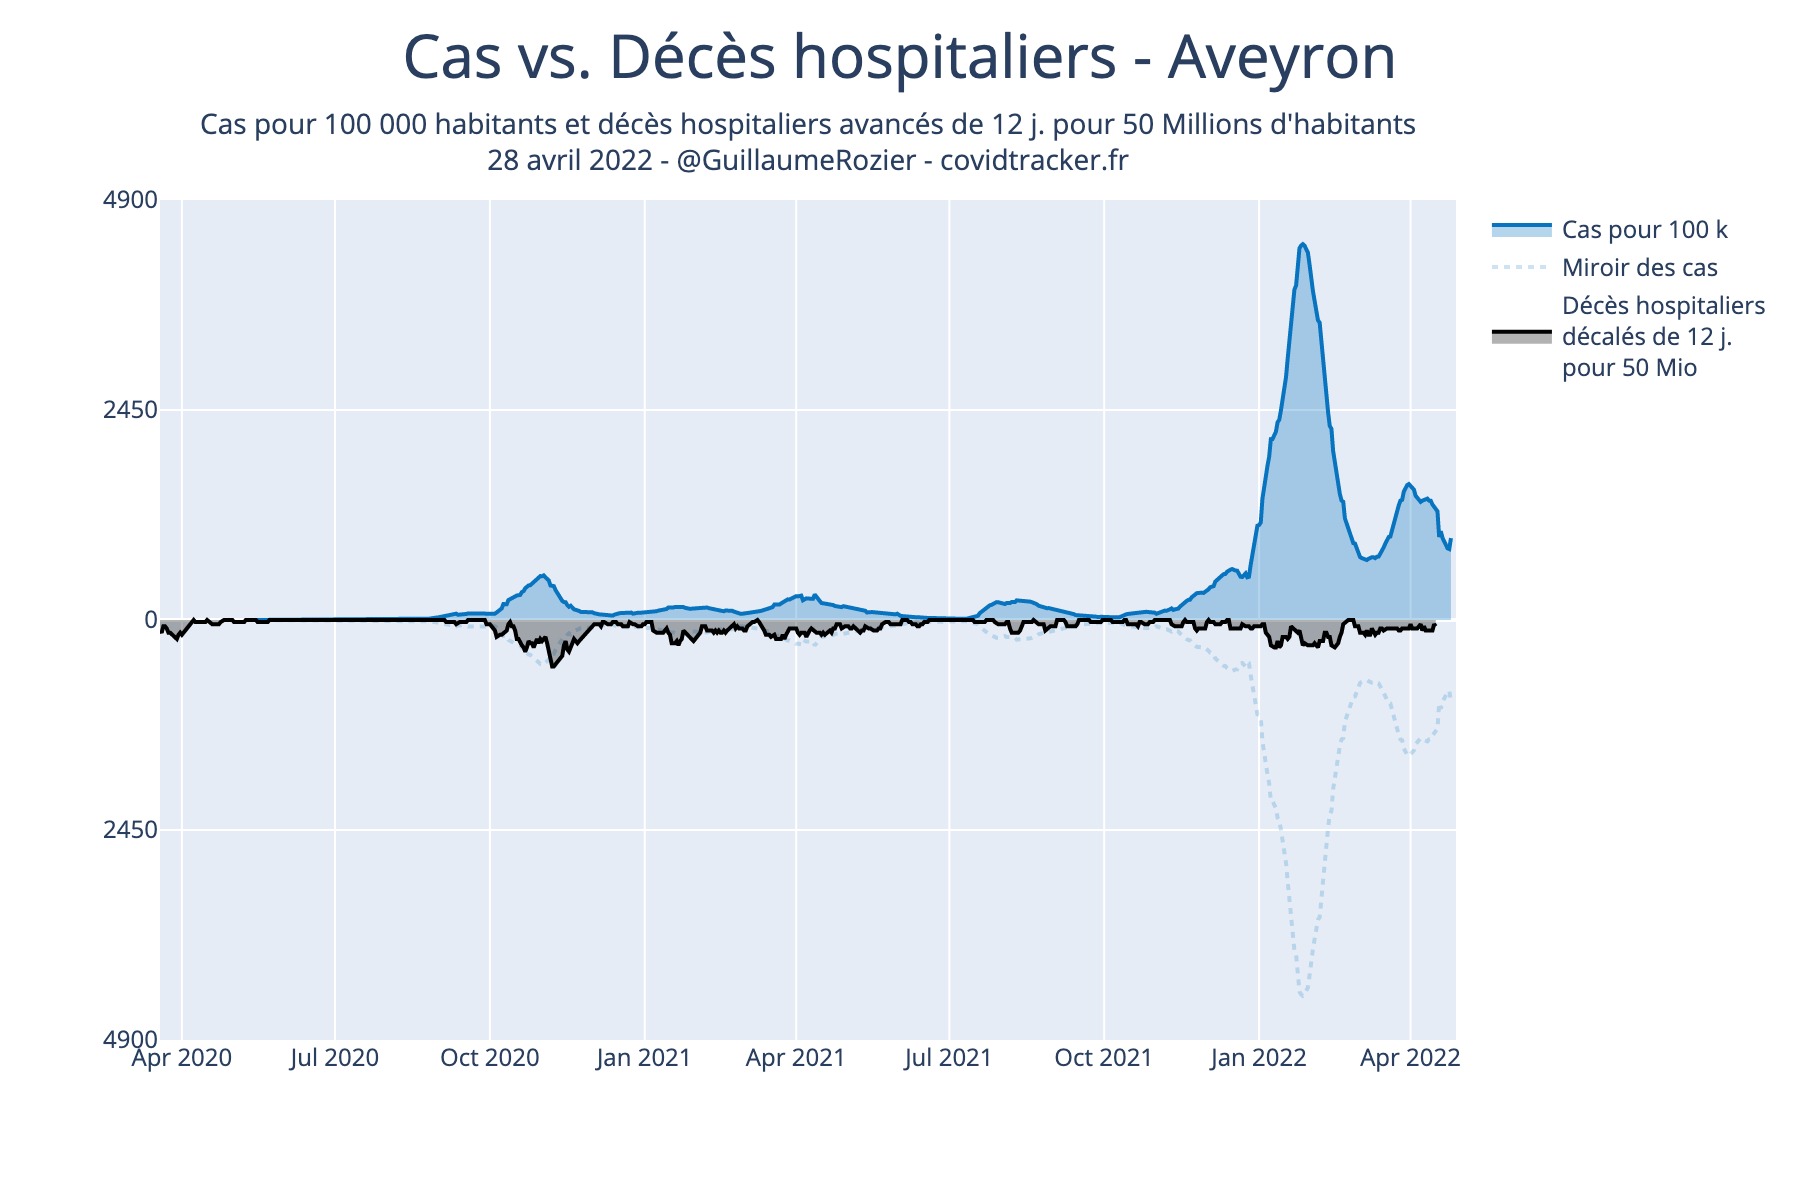 Cas vs. Décès hospitaliers - Aveyron
Cas pour 100 000 habitants et décès hospitaliers avancés de 12 j. pour 50 Millions d'habitants
28 avril 2022 - @GuillaumeRozier - covidtracker.fr
4900
2450
0
2450
4900
Apr 2020
Jul 2020
Oct 2020
Jan 2021
Apr 2021
Jul 2021
Oct 2021
Jan 2022
Apr 2022
Cas pour 100 k
Miroir des cas
Décès hospitaliers
décalés de 12 j.
pour 50 Mio